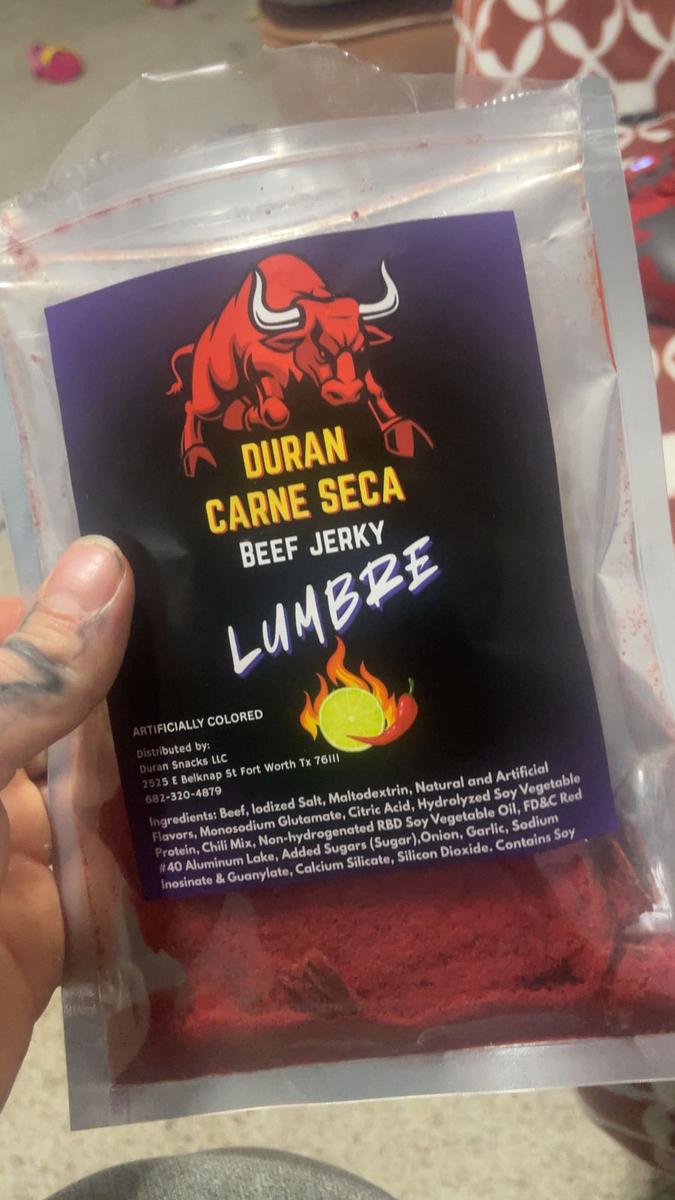 DURAN
CARNE SECA
BEEF JERKY
LUMBRE
ARTIFICIALLY COLORED
Distributed by:
Duran Snacks LLC
2525 E Belknap St Fort Worth Tx 76111
682-320-4879
Ingredients: Beef, Iodized Salt, Maltodextrin, Natural and Artificial
Flavors, Monosodium Glutamate, Citric Acid, Hydrolyzed Soy Vegetable
Protein, Chili Mix, Non-hydrogenated RBD Soy Vegetable Oil, FD&C Red
#40 Aluminum Lake, Added Sugars (Sugar),Onion, Garlic, Sodium
Inosinate & Guanylate, Calcium Silicate, Silicon Dioxide. Contains Soy